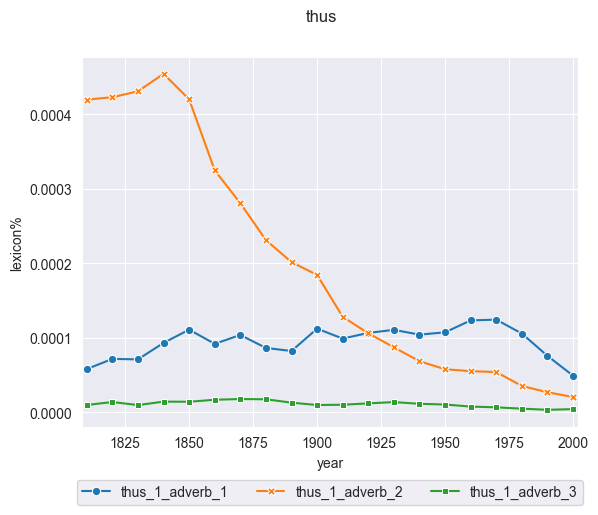 thus
0.0004
0.0003
0.0002
0.0001
0.0000
lexicon%
1825 1850 1875 1900 1925 1950 1975 2000
year
thus_1_adverb_1 thus_1_adverb_2 thus_1_adverb_3